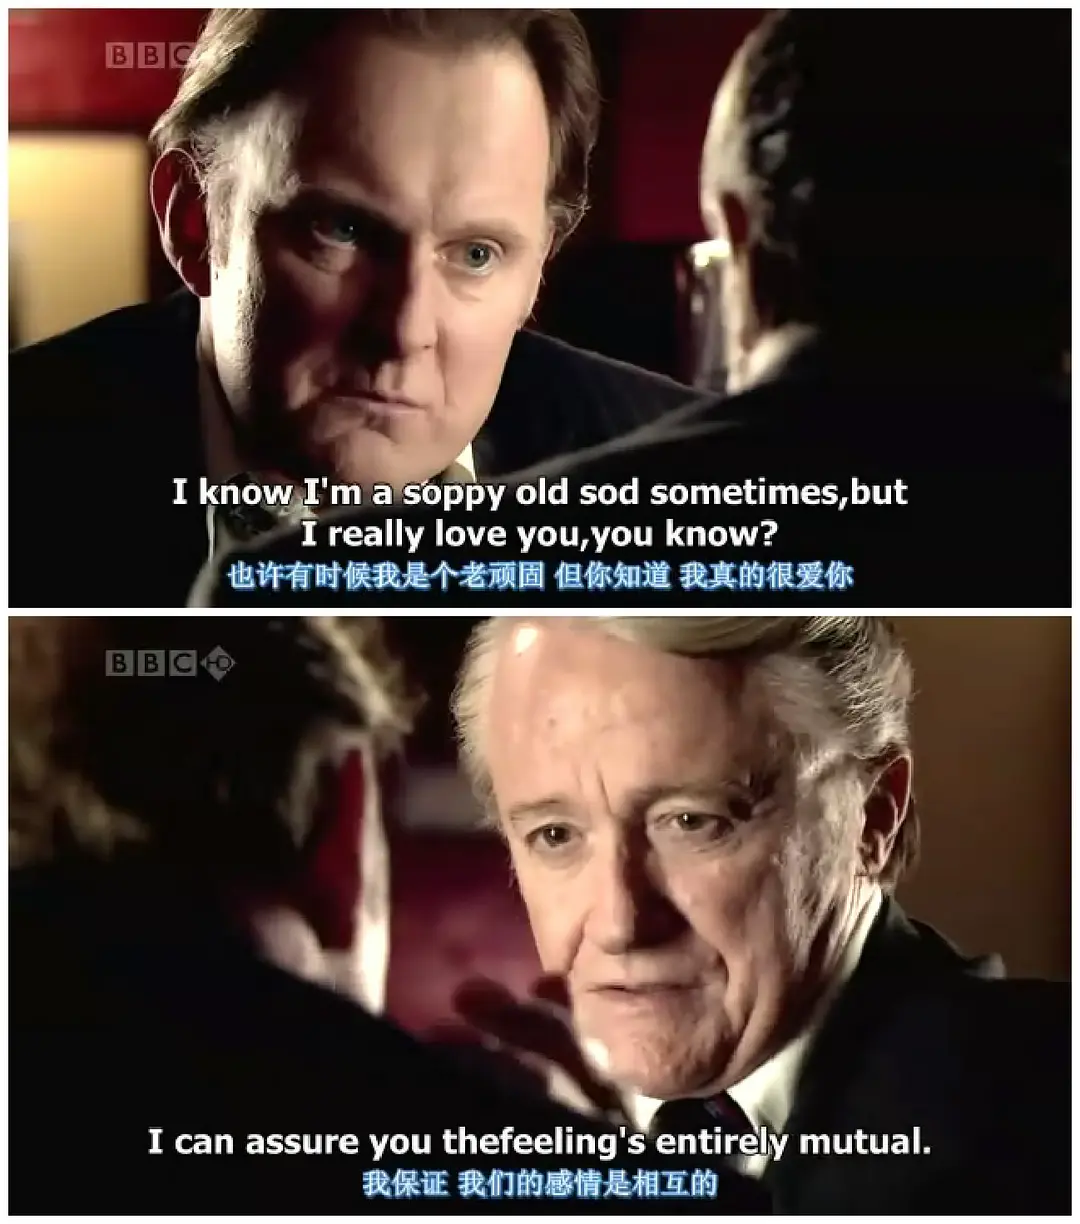 BBC
I know I'm a soppy old sod sometimes,but
I really love you,you know?
也许有时候我是个老顽固 但你知道 我真的很爱你
BBC HD
I can assure you thefeeling's entirely mutual.
我保证 我们的感情是相互的